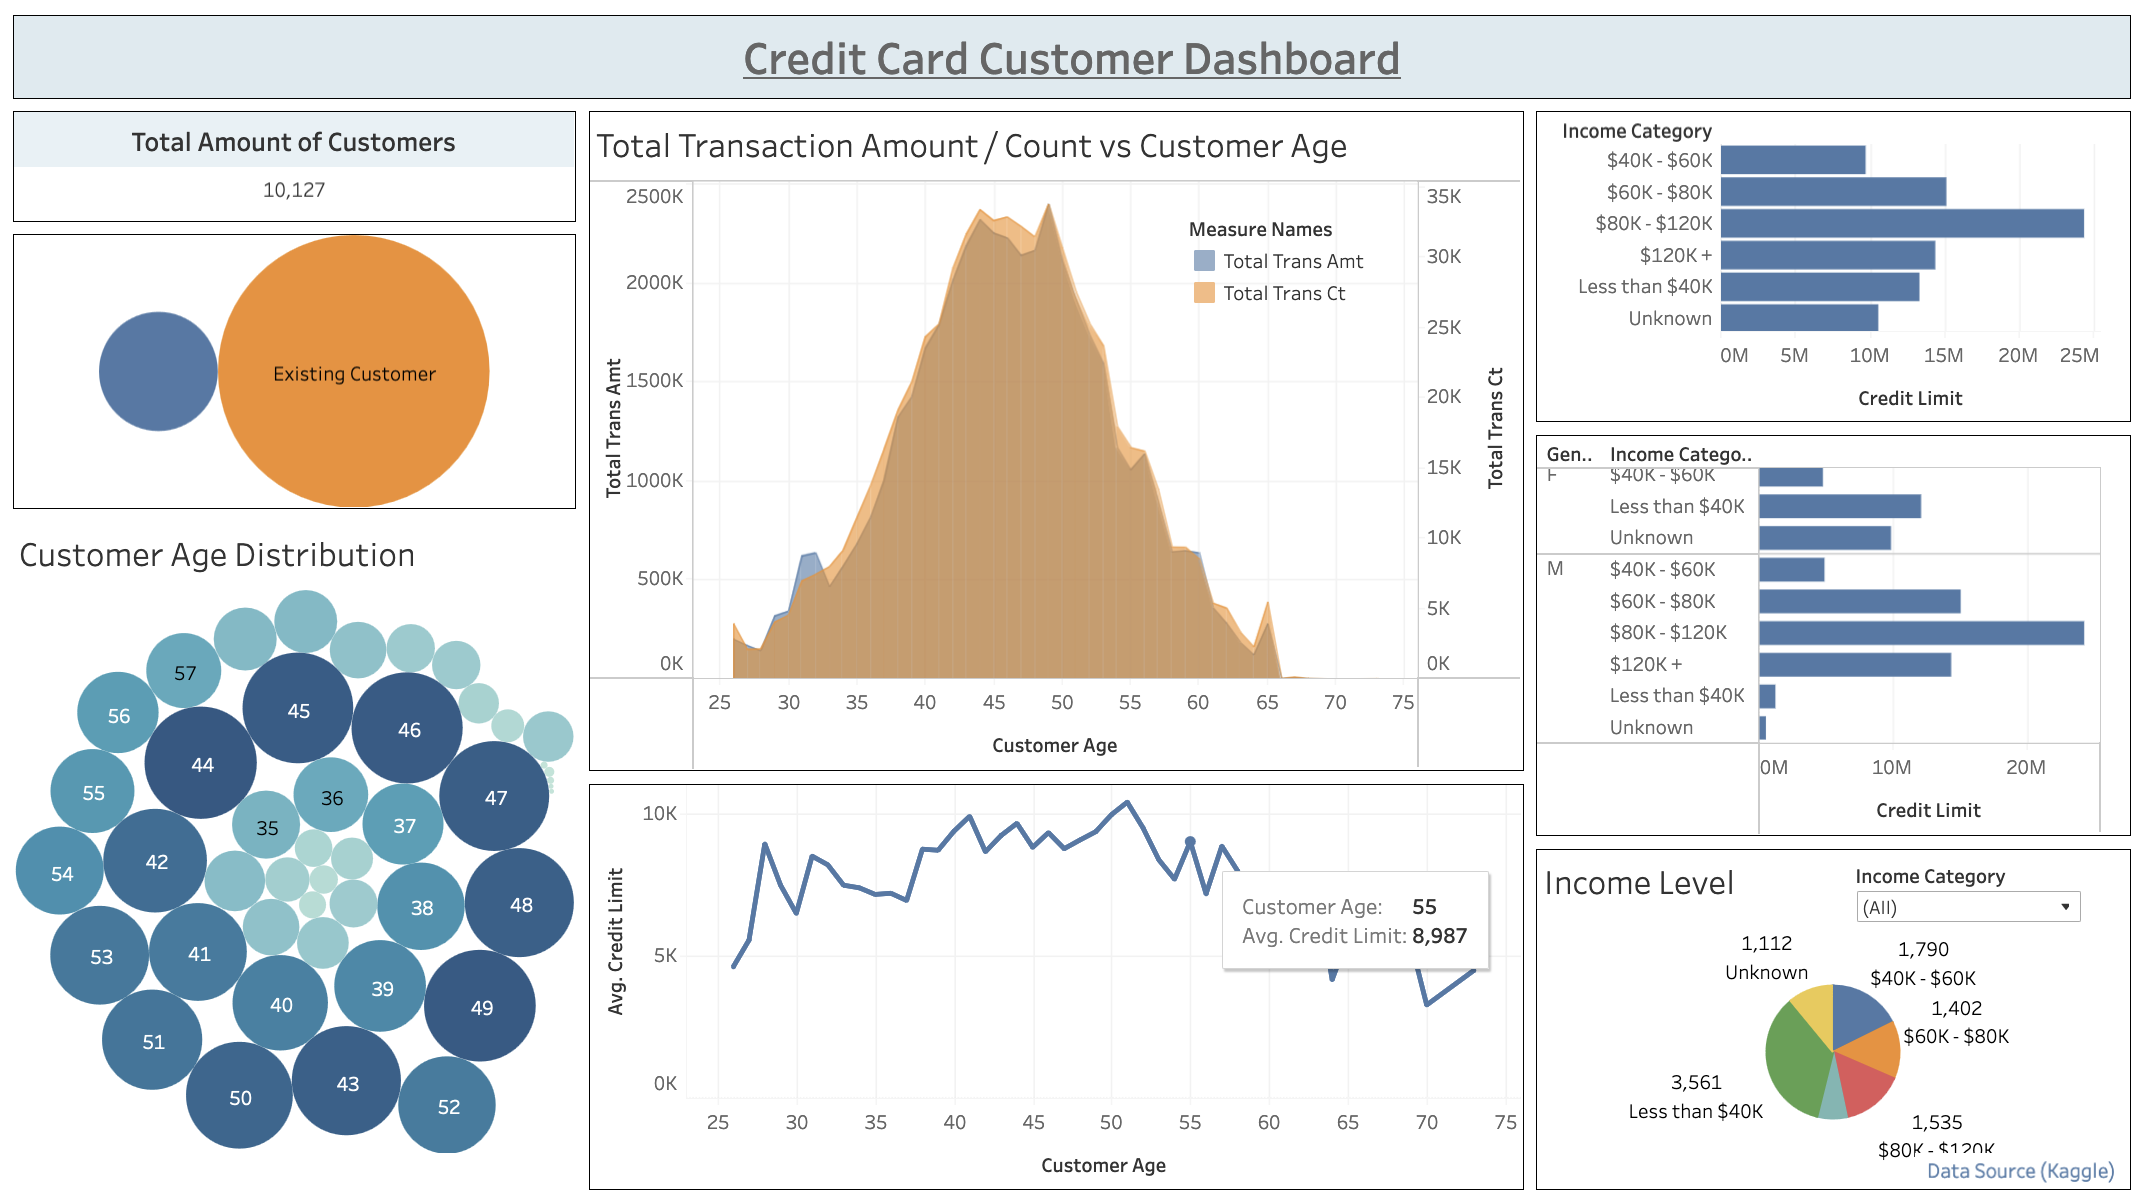 Credit Card Customer Dashboard
Total Amount of Customers
10,127
Existing Customer
Customer Age Distribution
57
56
45
46
44
55
36
47
35
37
42
54
38
48
53
41
39
40
49
51
50
43
52
Total Transaction Amount / Count vs Customer Age
2500K
2000K
1500K
1000K
500K
0K
Total Trans Amt
Measure Names
Total Trans Amt
Total Trans Ct
35K
30K
25K
20K
15K
10K
5K
0K
Total Trans Ct
25 30 35 40 45 50 55 60 65 70 75
Customer Age
10K
5K
0K
Avg. Credit Limit
Customer Age: 55
Avg. Credit Limit: 8,987
25 30 35 40 45 50 55 60 65 70 75
Customer Age
Income Category
$40K - $60K
$60K - $80K
$80K - $120K
$120K +
Less than $40K
Unknown
0M 5M 10M 15M 20M 25M
Credit Limit
Gen.. Income Catego..
F $40K - $60K
Less than $40K
Unknown
M $40K - $60K
$60K - $80K
$80K - $120K
$120K +
Less than $40K
Unknown
0M 10M 20M
Credit Limit
Income Level
Income Category
(All)
1,112
Unknown
1,790
$40K - $60K
1,402
$60K - $80K
3,561
Less than $40K
1,535
$80K - $120K
Data Source (Kaggle)